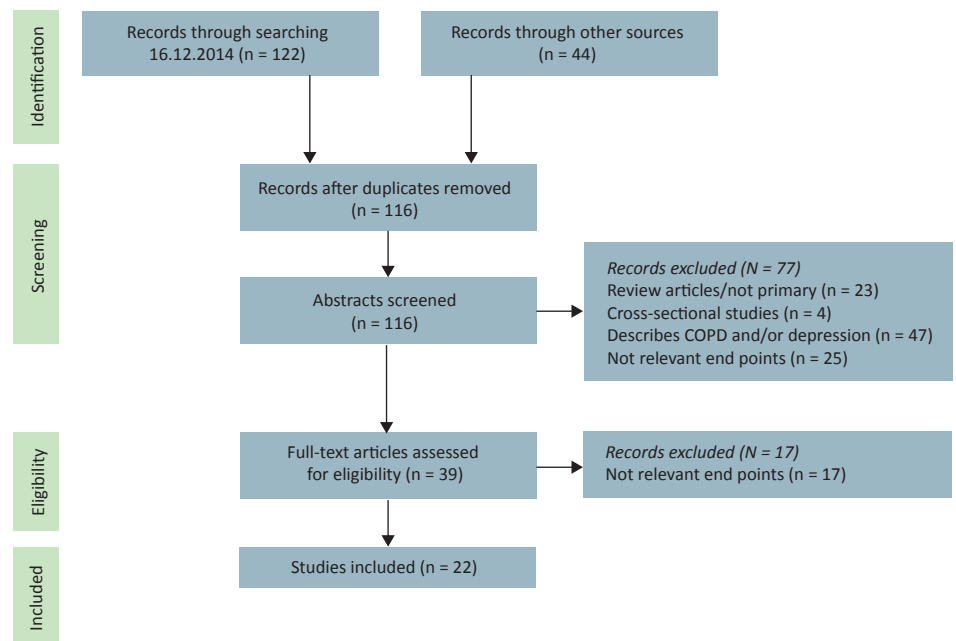 Identification
Records through searching
16.12.2014 (n = 122)
Records through other sources
(n = 44)
Screening
Records after duplicates removed
(n = 116)
Abstracts screened
(n = 116)
Records excluded (N = 77)
Review articles/not primary (n = 23)
Cross-sectional studies (n = 4)
Describes COPD and/or depression (n = 47)
Not relevant end points (n = 25)
Eligibility
Full-text articles assessed
for eligibility (n = 39)
Records excluded (N = 17)
Not relevant end points (n = 17)
Included
Studies included (n = 22)